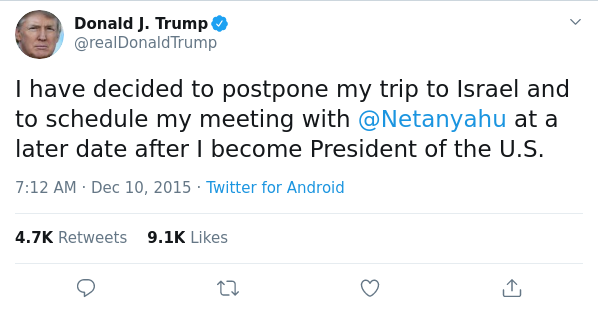 Donald J. Trump
@realDonaldTrump
I have decided to postpone my trip to Israel and
to schedule my meeting with @Netanyahu at a
later date after I become President of the U.S.
7:12 AM · Dec 10, 2015 · Twitter for Android
4.7K Retweets 9.1K Likes